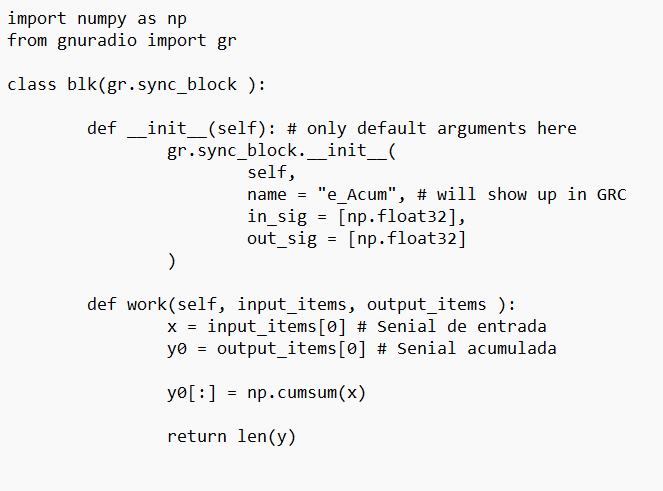 import numpy as np
from gnuradio import gr
class blk(gr.sync_block ):
def __init__(self): # only default arguments here
gr.sync_block.__init__(
self,
name = "e_Acum", # will show up in GRC
in_sig = [np.float32],
out_sig = [np.float32]
)
def work(self, input_items, output_items ):
x = input_items[0] # Senial de entrada
y0 = output_items[0] # Senial acumulada
y0[:] = np.cumsum(x)
return len(y)